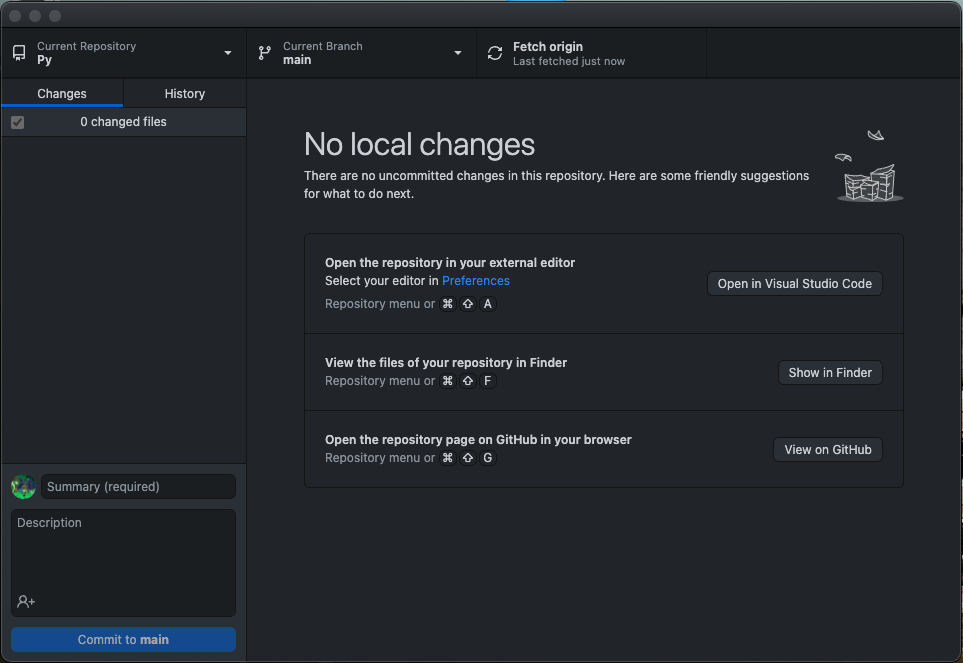 Current Repository
Py
Current Branch
main
Fetch origin
Last fetched just now
Changes
History
0 changed files
No local changes
There are no uncommitted changes in this repository. Here are some friendly suggestions
for what to do next.
Open the repository in your external editor
Select your editor in Preferences
Repository menu or ⌘ ⇧ A
Open in Visual Studio Code
View the files of your repository in Finder
Repository menu or ⌘ ⇧ F
Show in Finder
Open the repository page on GitHub in your browser
Repository menu or ⌘ ⇧ G
View on GitHub
Summary (required)
Description
Commit to main